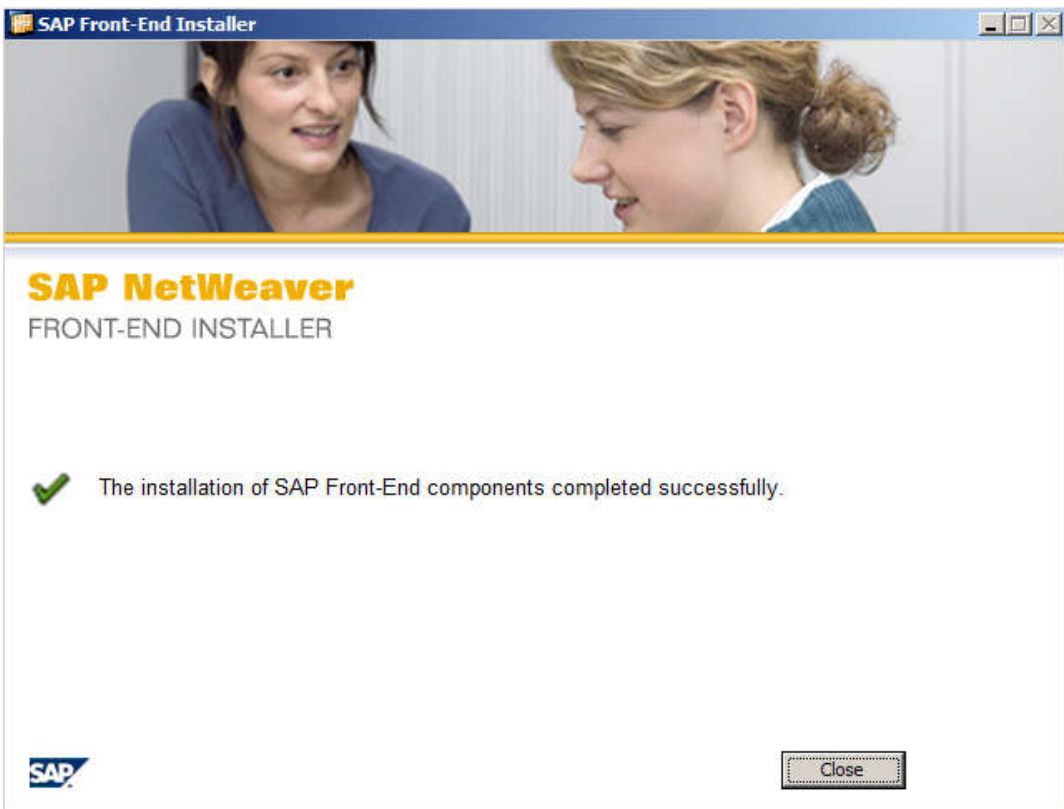 SAP Front-End Installer
SAP NetWeaver
FRONT-END INSTALLER
The installation of SAP Front-End components completed successfully.
SAP
Close